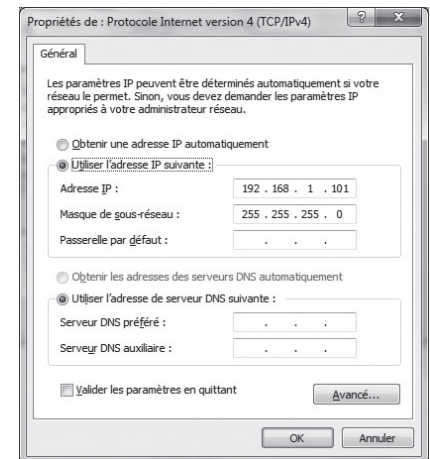 Propriétés de : Protocole Internet version 4 (TCP/IPv4)
Général
Les paramètres IP peuvent être déterminés automatiquement si votre
réseau le permet. Sinon, vous devez demander les paramètres IP
appropriés à votre administrateur réseau.
Obtenir une adresse IP automatiquement
Utiliser l'adresse IP suivante :
Adresse IP : 192 . 168 . 1 . 101
Masque de sous-réseau : 255 . 255 . 255 . 0
Passerelle par défaut : . . .
Obtenir les adresses des serveurs DNS automatiquement
Utiliser l'adresse de serveur DNS suivante :
Serveur DNS préféré : . . .
Serveur DNS auxiliaire : . . .
Valider les paramètres en quittant
Avancé...
OK Annuler